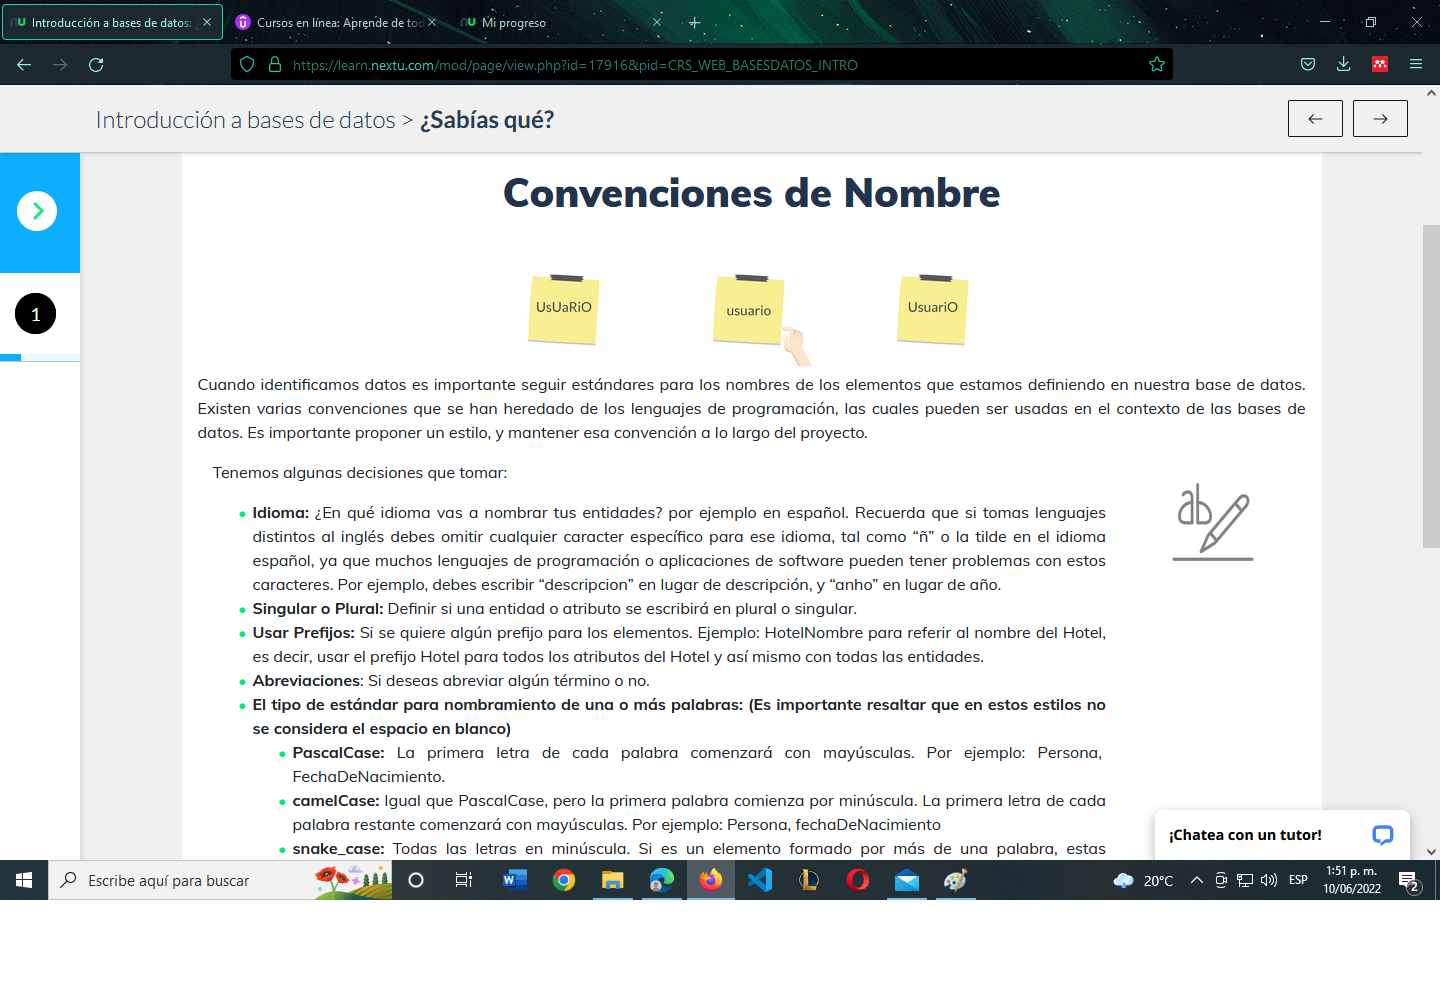 Introducción a bases de datos:
Cursos en línea: Aprende de tod
Mi progreso
https://learn.nextu.com/mod/page/view.php?id=17916&pid=CRS_WEB_BASESDATOS_INTRO
Introducción a bases de datos > ¿Sabías qué?
1
Convenciones de Nombre
UsUaRiO
usuario
UsuariO
Cuando identificamos datos es importante seguir estándares para los nombres de los elementos que estamos definiendo en nuestra base de datos.
Existen varias convenciones que se han heredado de los lenguajes de programación, las cuales pueden ser usadas en el contexto de las bases de
datos. Es importante proponer un estilo, y mantener esa convención a lo largo del proyecto.
Tenemos algunas decisiones que tomar:
Idioma: ¿En qué idioma vas a nombrar tus entidades? por ejemplo en español. Recuerda que si tomas lenguajes
distintos al inglés debes omitir cualquier caracter específico para ese idioma, tal como “ñ” o la tilde en el idioma
español, ya que muchos lenguajes de programación o aplicaciones de software pueden tener problemas con estos
caracteres. Por ejemplo, debes escribir “descripcion” en lugar de descripción, y “anho” en lugar de año.
Singular o Plural: Definir si una entidad o atributo se escribirá en plural o singular.
Usar Prefijos: Si se quiere algún prefijo para los elementos. Ejemplo: HotelNombre para referir al nombre del Hotel,
es decir, usar el prefijo Hotel para todos los atributos del Hotel y así mismo con todas las entidades.
Abreviaciones: Si deseas abreviar algún término o no.
El tipo de estándar para nombramiento de una o más palabras: (Es importante resaltar que en estos estilos no
se considera el espacio en blanco)
PascalCase: La primera letra de cada palabra comenzará con mayúsculas. Por ejemplo: Persona,
FechaDeNacimiento.
camelCase: Igual que PascalCase, pero la primera palabra comienza por minúscula. La primera letra de cada
palabra restante comenzará con mayúsculas. Por ejemplo: Persona, fechaDeNacimiento
snake_case: Todas las letras en minúscula. Si es un elemento formado por más de una palabra, estas
ab
¡Chatea con un tutor!
Escribe aquí para buscar
20°C
ESP
1:51 p. m.
10/06/2022
2